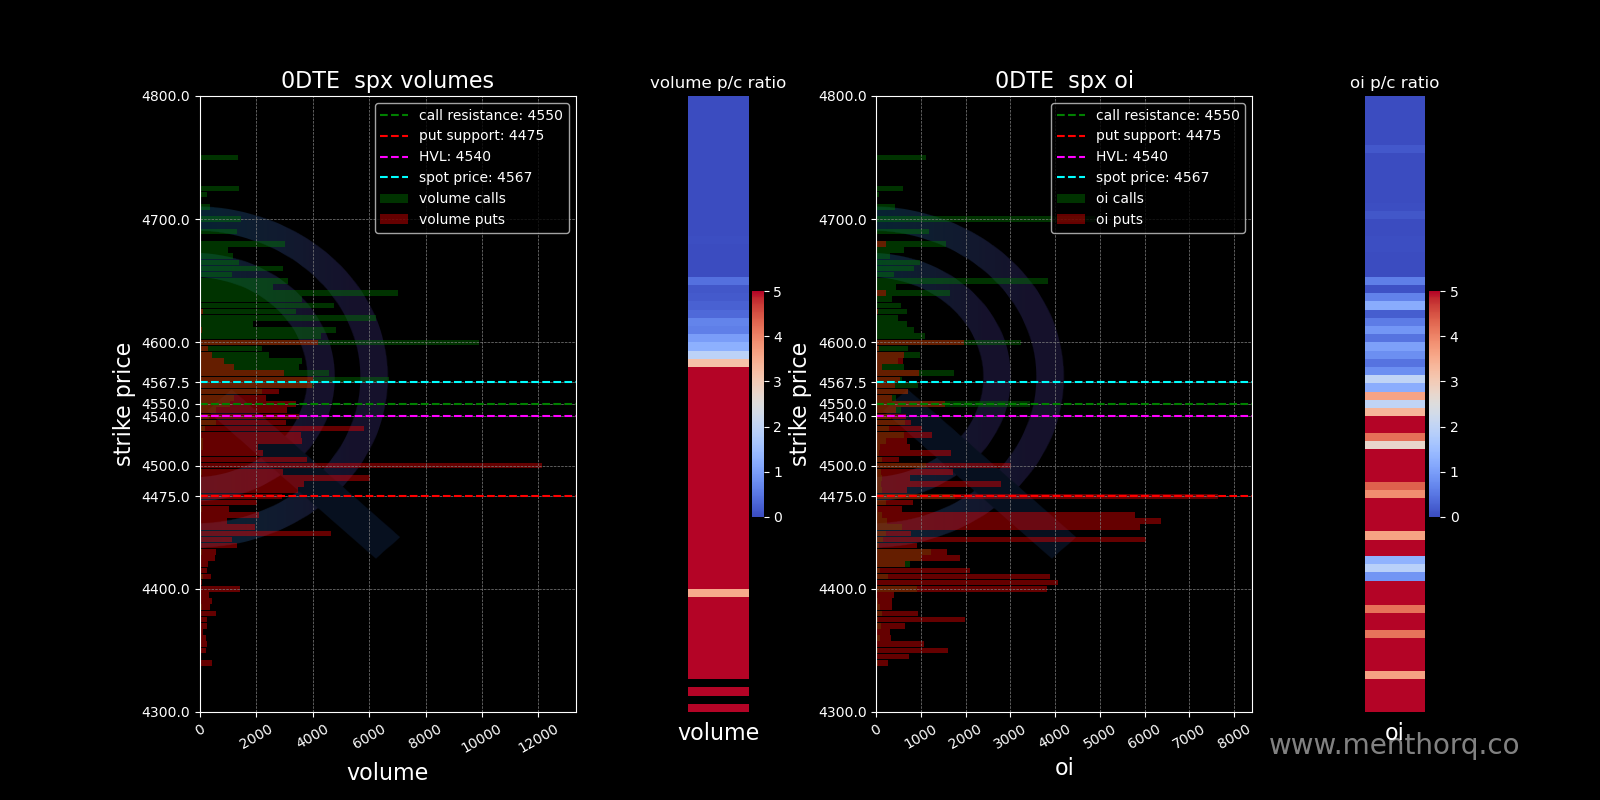 0DTE  spx volumes
volume p/c ratio
0DTE  spx oi
oi p/c ratio
4800.0
4700.0
4600.0
4567.5
4550.0
4540.0
4500.0
4475.0
4400.0
4300.0
strike price
call resistance: 4550
put support: 4475
HVL: 4540
spot price: 4567
volume calls
volume puts
0
2000
4000
6000
8000
10000
12000
volume
5
4
3
2
1
0
volume
4800.0
4700.0
4600.0
4567.5
4550.0
4540.0
4500.0
4475.0
4400.0
4300.0
strike price
call resistance: 4550
put support: 4475
HVL: 4540
spot price: 4567
oi calls
oi puts
0
1000
2000
3000
4000
5000
6000
7000
8000
oi
5
4
3
2
1
0
oi
www.menthorq.co